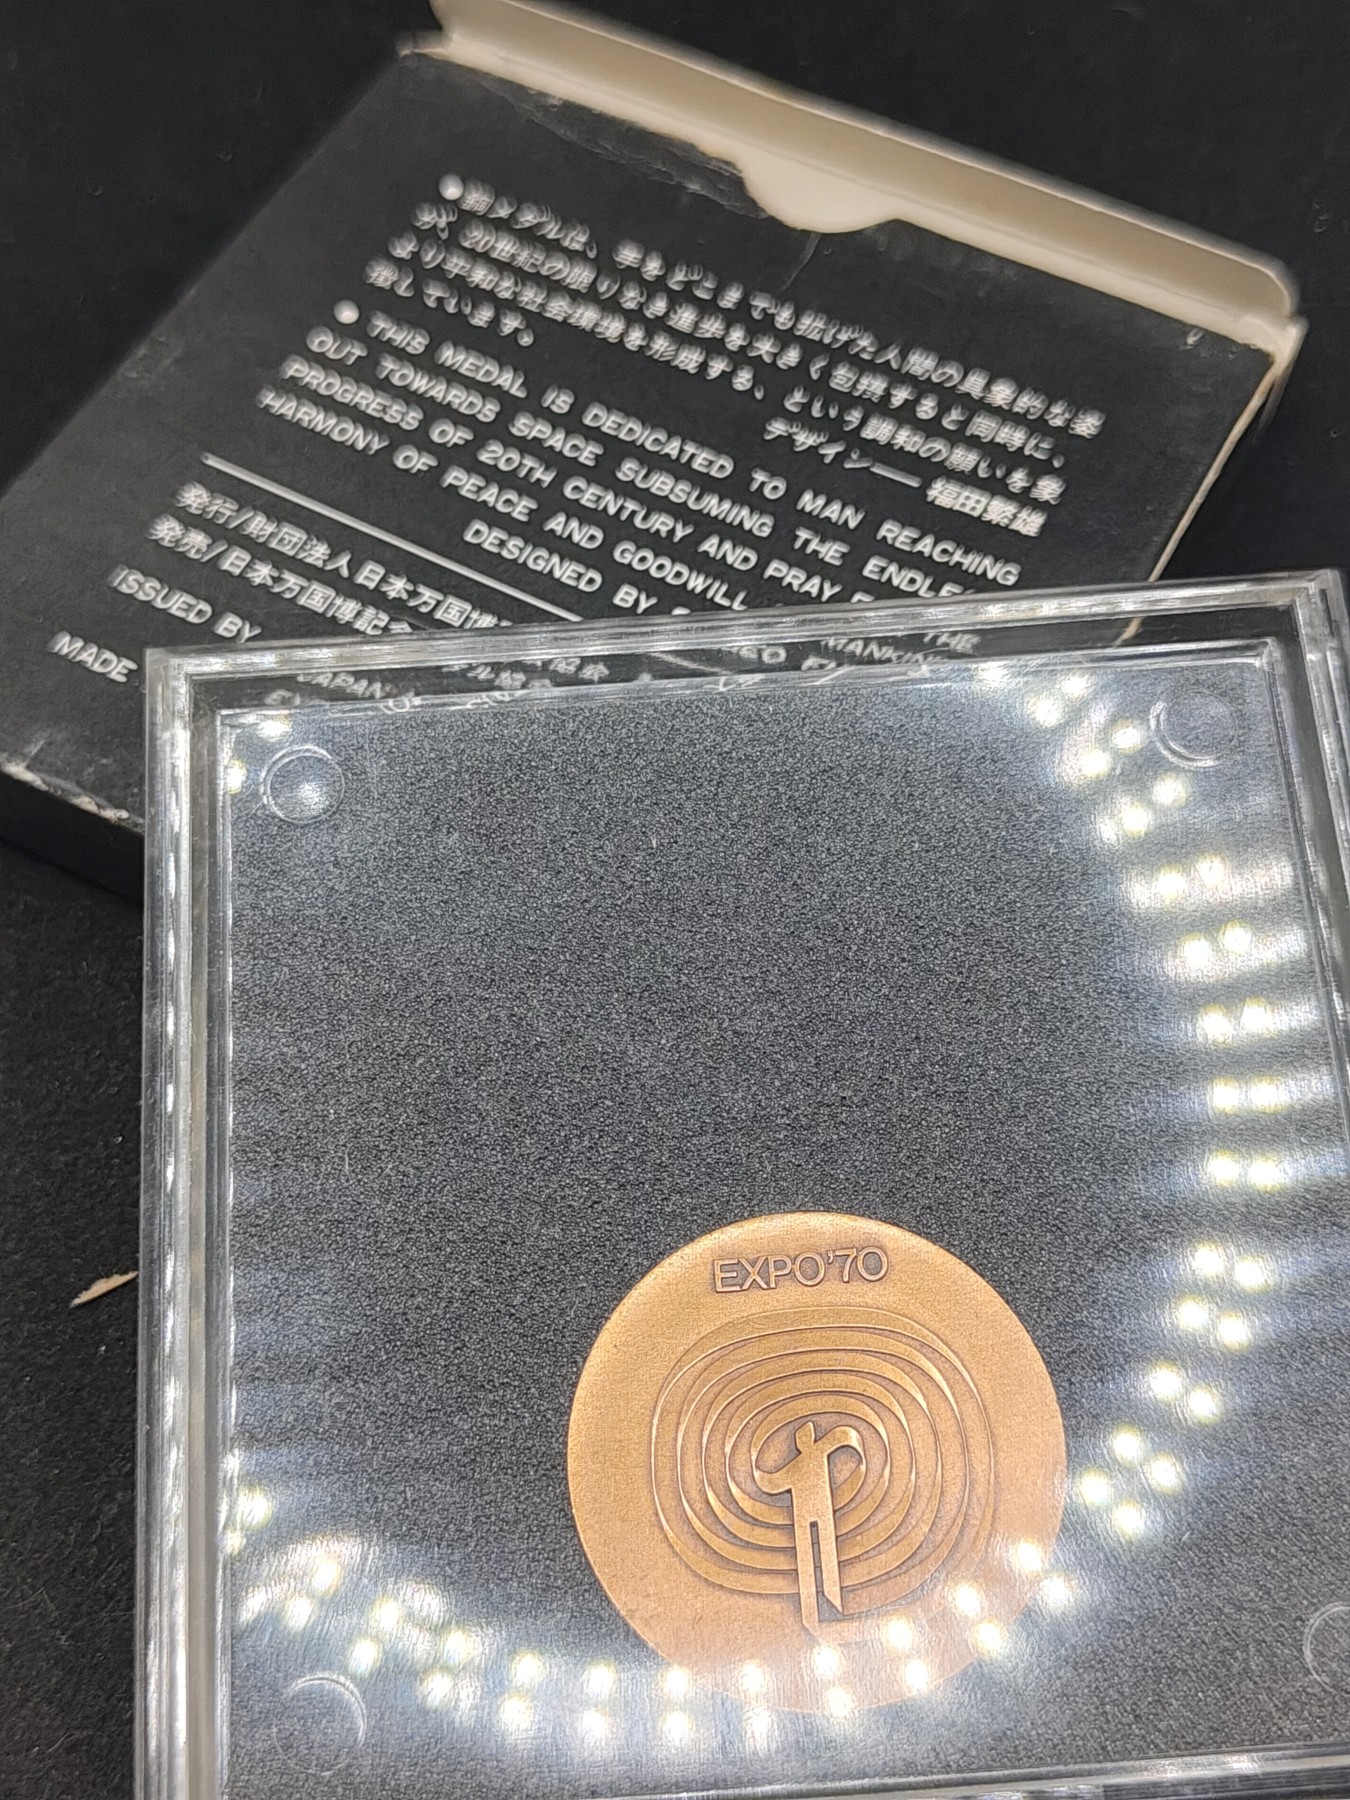 ●銅メダルは、手をどこまでも拡げた人間の具象的な姿
が、20世紀の限りなき進歩を大きく包摂すると同時に、
より平和な社会環境を形成する、という調和の願いを象
徴しています。
デザイン── 福田繁雄
●THIS MEDAL IS DEDICATED TO MAN REACHING
OUT TOWARDS SPACE SUBSUMING THE
PROGRESS OF 20TH CENTURY AND PRAY
HARMONY OF PEACE AND GOODWILL
DESIGNED BY
発行/財団法人日本万国博
発売/日本万国博記念
ISSUED BY
MADE
EXPO'70